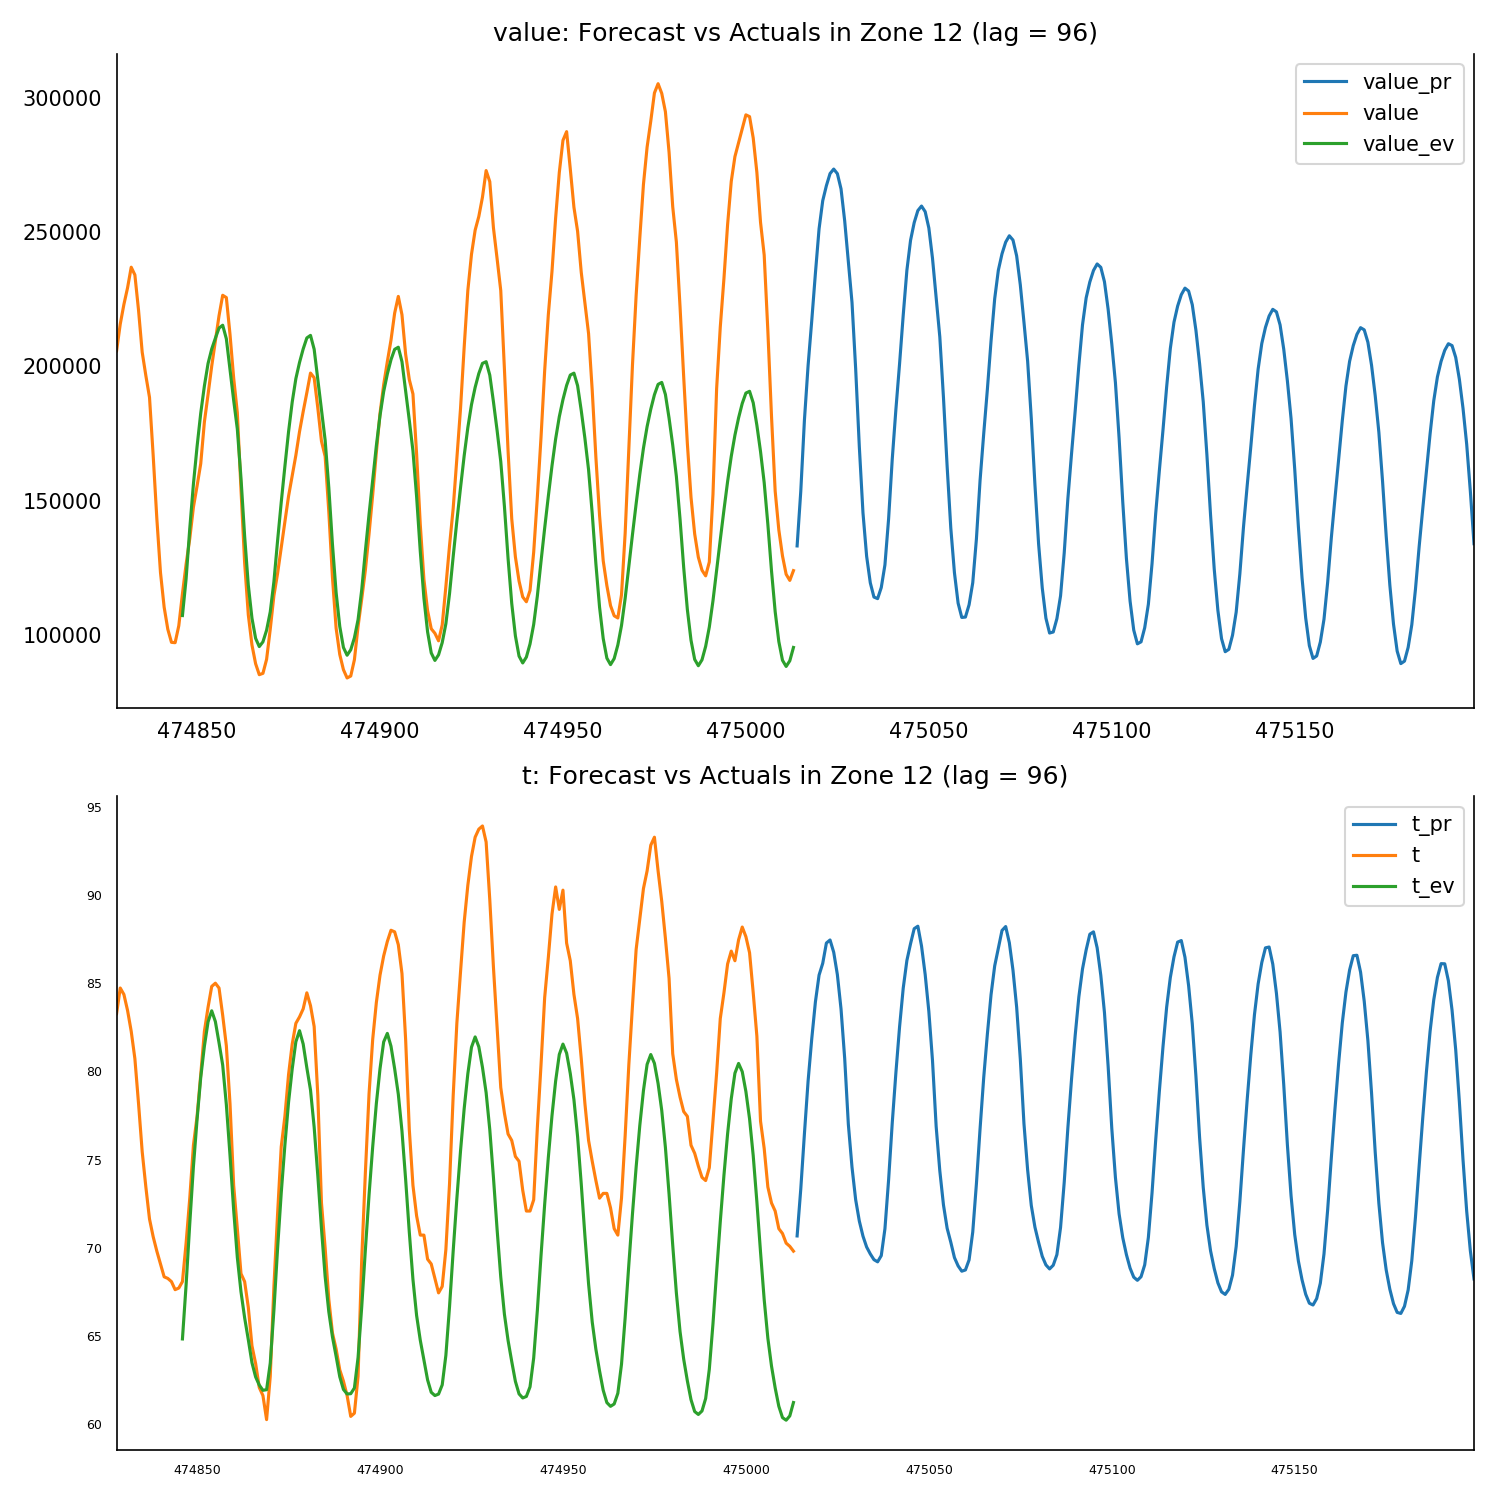 value: Forecast vs Actuals in Zone 12 (lag = 96)
300000
250000
200000
150000
100000
value_pr
value
value_ev
474850 474900 474950 475000 475050 475100 475150
t: Forecast vs Actuals in Zone 12 (lag = 96)
95
90
85
80
75
70
65
60
t_pr
t
t_ev
474850 474900 474950 475000 475050 475100 475150